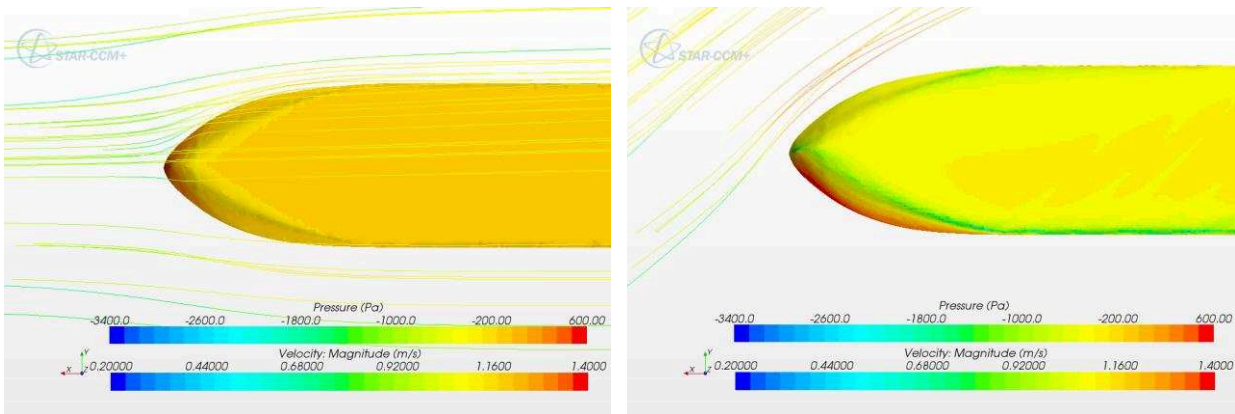 STAR-CCM+
Pressure (Pa)
-3400.0 -2600.0 -1800.0 -1000.0 -200.00 600.00
Velocity: Magnitude (m/s)
0.20000 0.44000 0.68000 0.92000 1.1600 1.4000
Y
X Z
STAR-CCM+
Pressure (Pa)
-3400.0 -2600.0 -1800.0 -1000.0 -200.00 600.00
Velocity: Magnitude (m/s)
0.20000 0.44000 0.68000 0.92000 1.1600 1.4000
Y
X Z